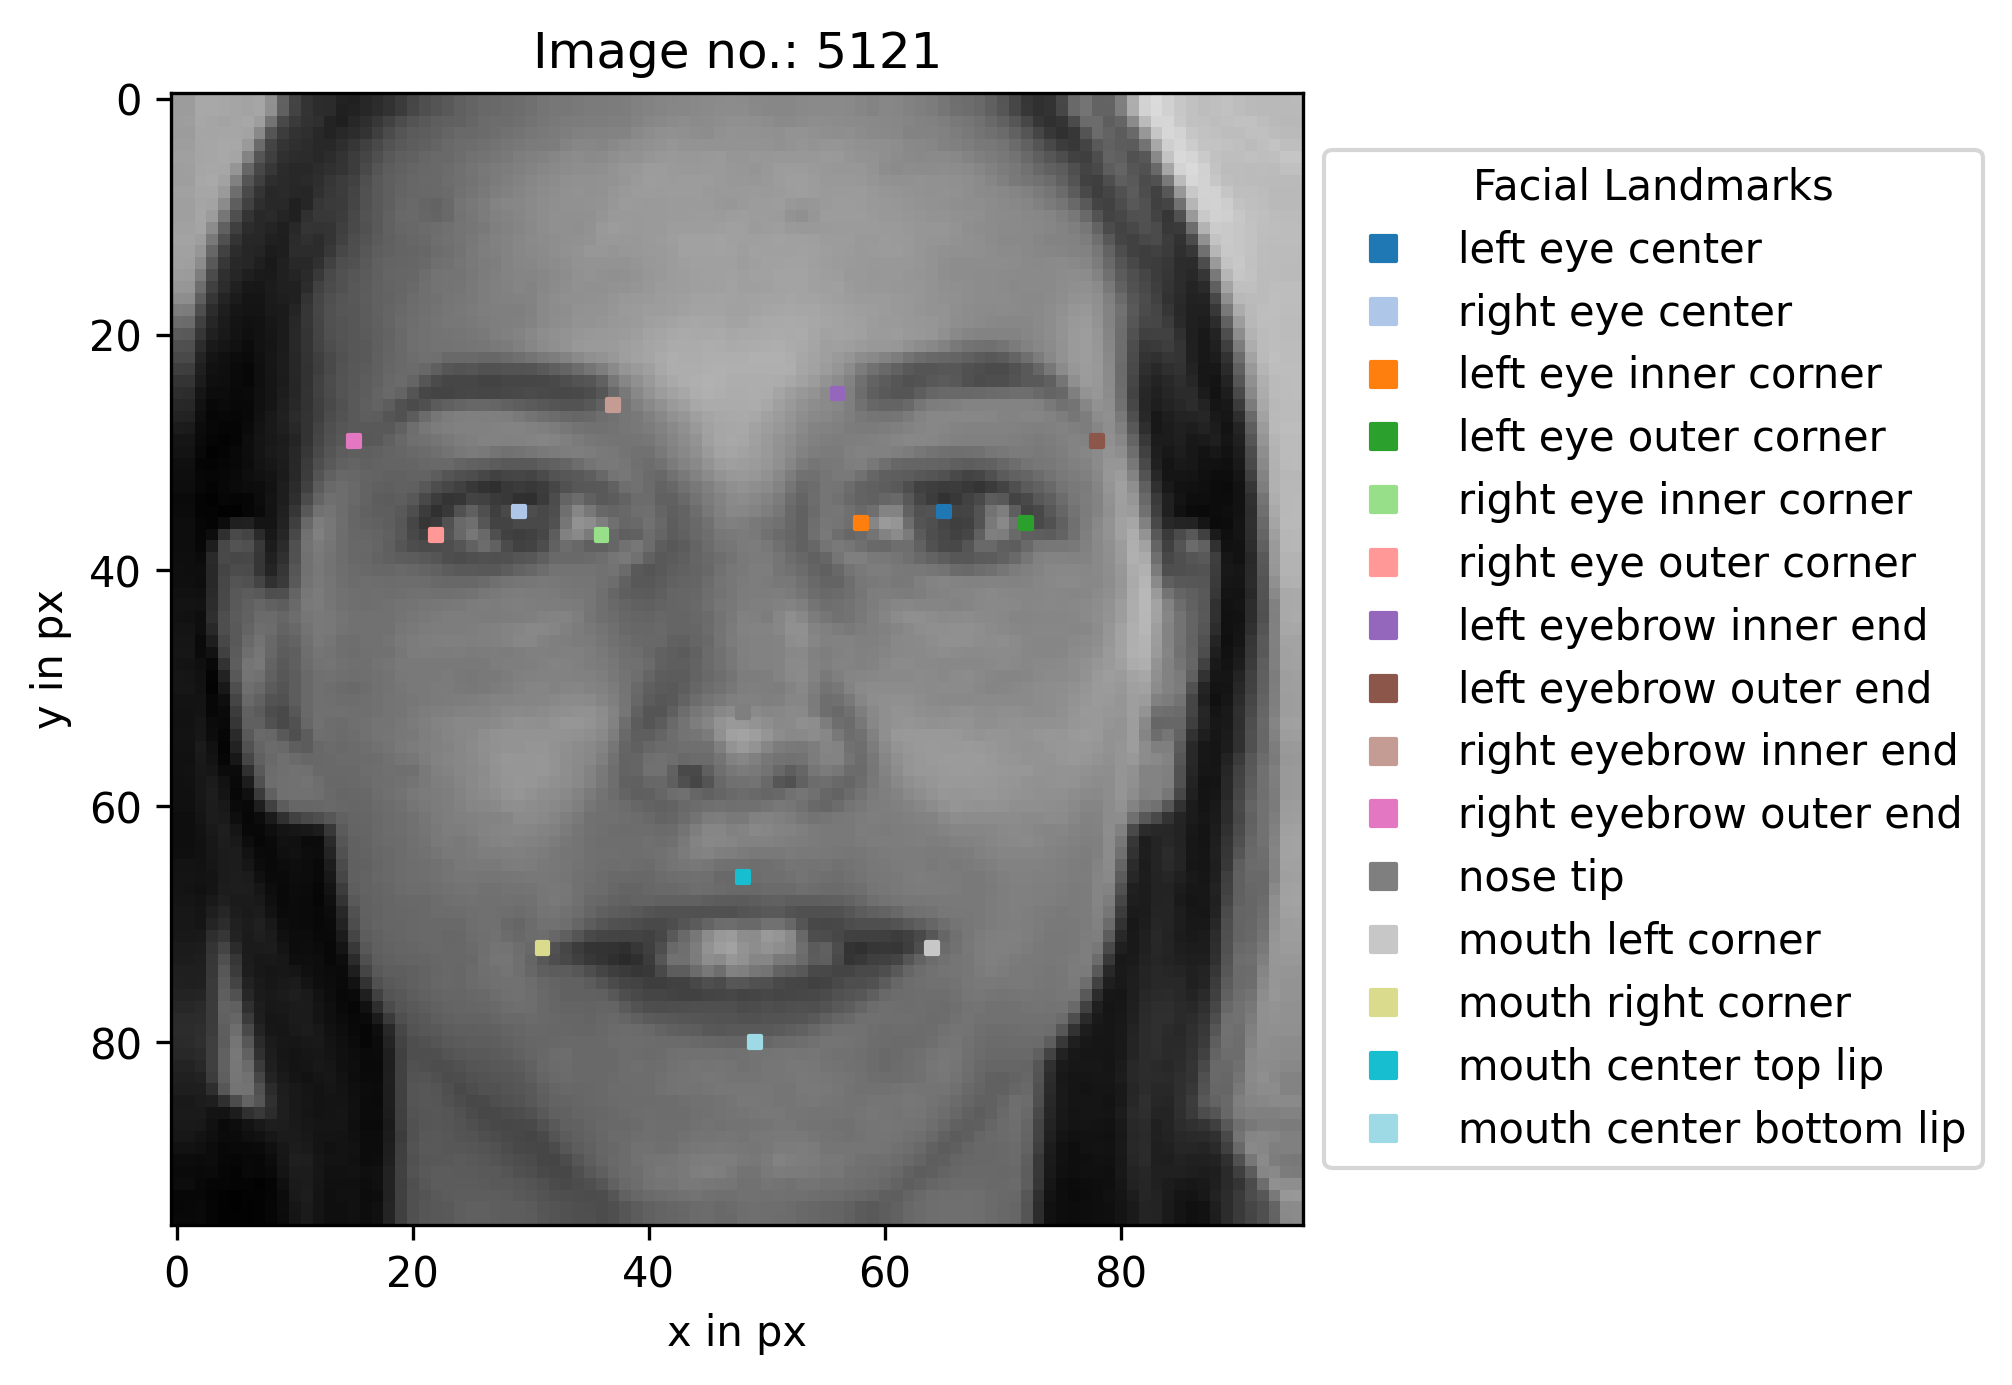 Image no.: 5121
0
20
40
60
80
y in px
0 20 40 60 80
x in px
Facial Landmarks
left eye center
right eye center
left eye inner corner
left eye outer corner
right eye inner corner
right eye outer corner
left eyebrow inner end
left eyebrow outer end
right eyebrow inner end
right eyebrow outer end
nose tip
mouth left corner
mouth right corner
mouth center top lip
mouth center bottom lip